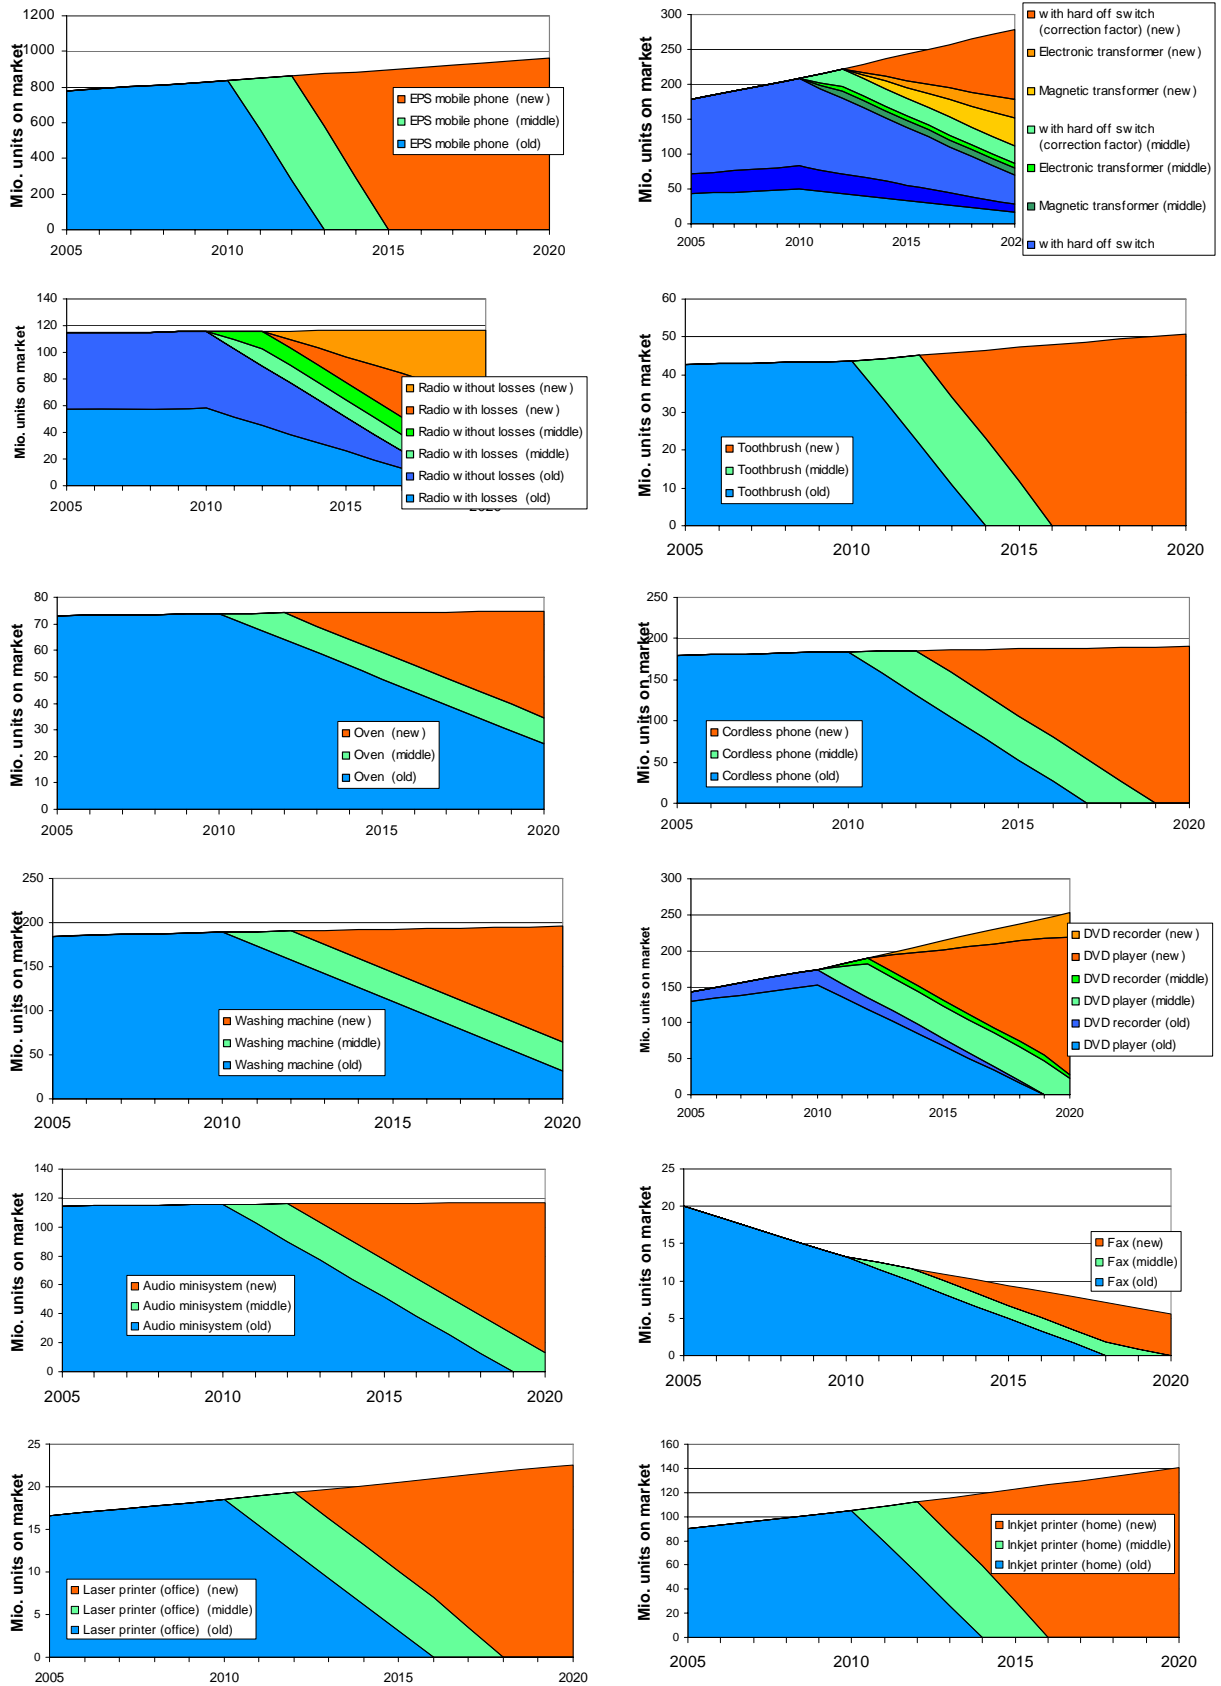 Mio. units on market
1200
1000
800
600
400
200
0
EPS mobile phone (new)
EPS mobile phone (middle)
EPS mobile phone (old)
2005 2010 2015 2020
Mio. units on market
300
250
200
150
100
50
0
with hard off switch
(correction factor) (new)
Electronic transformer (new)
Magnetic transformer (new)
with hard off switch
(correction factor) (middle)
Electronic transformer (middle)
Magnetic transformer (middle)
with hard off switch
2005 2010 2015
Mio. units on market
140
120
100
80
60
40
20
0
Radio without losses (new)
Radio with losses (new)
Radio without losses (middle)
Radio with losses (middle)
Radio without losses (old)
Radio with losses (old)
2005 2010 2015 2020
Mio. units on market
60
50
40
30
20
10
0
Toothbrush (new)
Toothbrush (middle)
Toothbrush (old)
2005 2010 2015 2020
Mio. units on market
80
70
60
50
40
30
20
10
0
Oven (new)
Oven (middle)
Oven (old)
2005 2010 2015 2020
Mio. units on market
250
200
150
100
50
0
Cordless phone (new)
Cordless phone (middle)
Cordless phone (old)
2005 2010 2015 2020
Mio. units on market
250
200
150
100
50
0
Washing machine (new)
Washing machine (middle)
Washing machine (old)
2005 2010 2015 2020
Mio. units on market
300
250
200
150
100
50
0
DVD recorder (new)
DVD player (new)
DVD recorder (middle)
DVD player (middle)
DVD recorder (old)
DVD player (old)
2005 2010 2015 2020
Mio. units on market
140
120
100
80
60
40
20
0
Audio minisystem (new)
Audio minisystem (middle)
Audio minisystem (old)
2005 2010 2015 2020
Mio. units on market
25
20
15
10
5
0
Fax (new)
Fax (middle)
Fax (old)
2005 2010 2015 2020
Mio. units on market
25
20
15
10
5
0
Laser printer (office) (new)
Laser printer (office) (middle)
Laser printer (office) (old)
2005 2010 2015 2020
Mio. units on market
160
140
120
100
80
60
40
20
0
Inkjet printer (home) (new)
Inkjet printer (home) (middle)
Inkjet printer (home) (old)
2005 2010 2015 2020